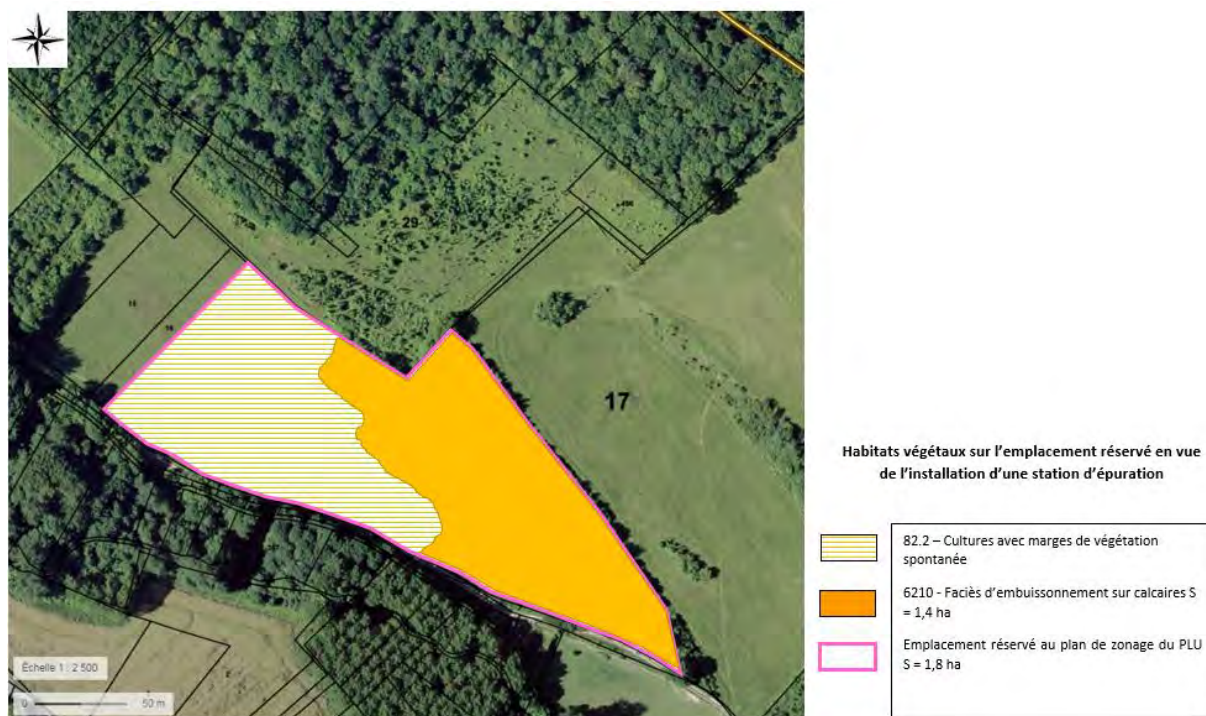 29
17
16
Habitats végétaux sur l'emplacement réservé en vue
de l'installation d'une station d'épuration
82.2 – Cultures avec marges de végétation
spontanée
6210 - Faciès d'embuissonnement sur calcaires S
= 1,4 ha
Emplacement réservé au plan de zonage du PLU
S = 1,8 ha
Échelle 1 : 2 500
0 50 m